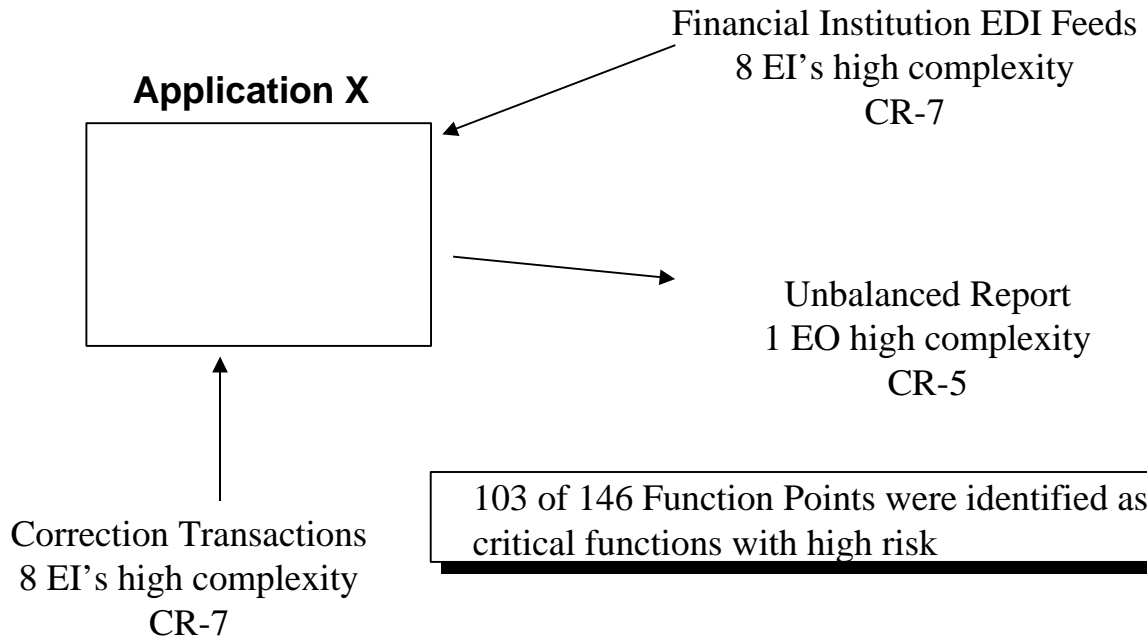 Financial Institution EDI Feeds
8 EI's high complexity
CR-7
Application X
Unbalanced Report
1 EO high complexity
CR-5
103 of 146 Function Points were identified as
critical functions with high risk
Correction Transactions
8 EI's high complexity
CR-7